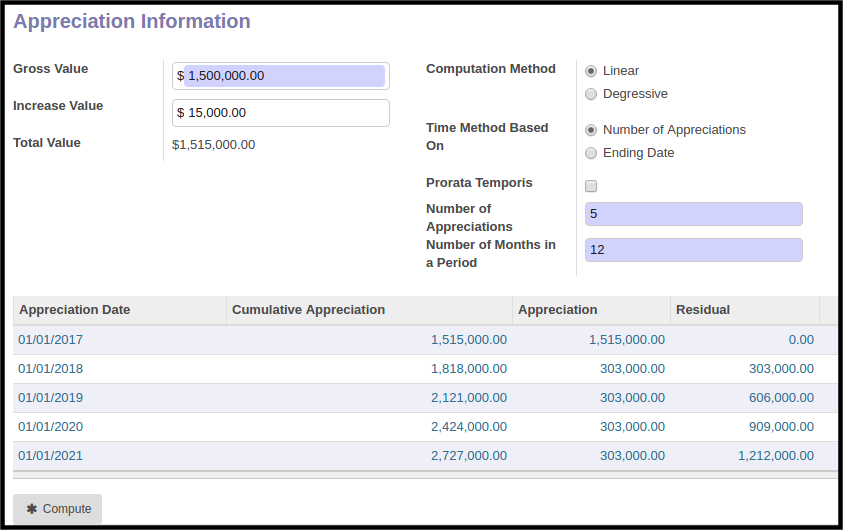 Appreciation Information
Gross Value
$ 1,500,000.00
Increase Value
$ 15,000.00
Total Value
$1,515,000.00
Computation Method
Linear
Degressive
Time Method Based
On
Number of Appreciations
Ending Date
Prorata Temporis
Number of
Appreciations
5
Number of Months in
a Period
12
Appreciation Date Cumulative Appreciation Appreciation Residual
01/01/2017 1,515,000.00 1,515,000.00 0.00
01/01/2018 1,818,000.00 303,000.00 303,000.00
01/01/2019 2,121,000.00 303,000.00 606,000.00
01/01/2020 2,424,000.00 303,000.00 909,000.00
01/01/2021 2,727,000.00 303,000.00 1,212,000.00
✱ Compute